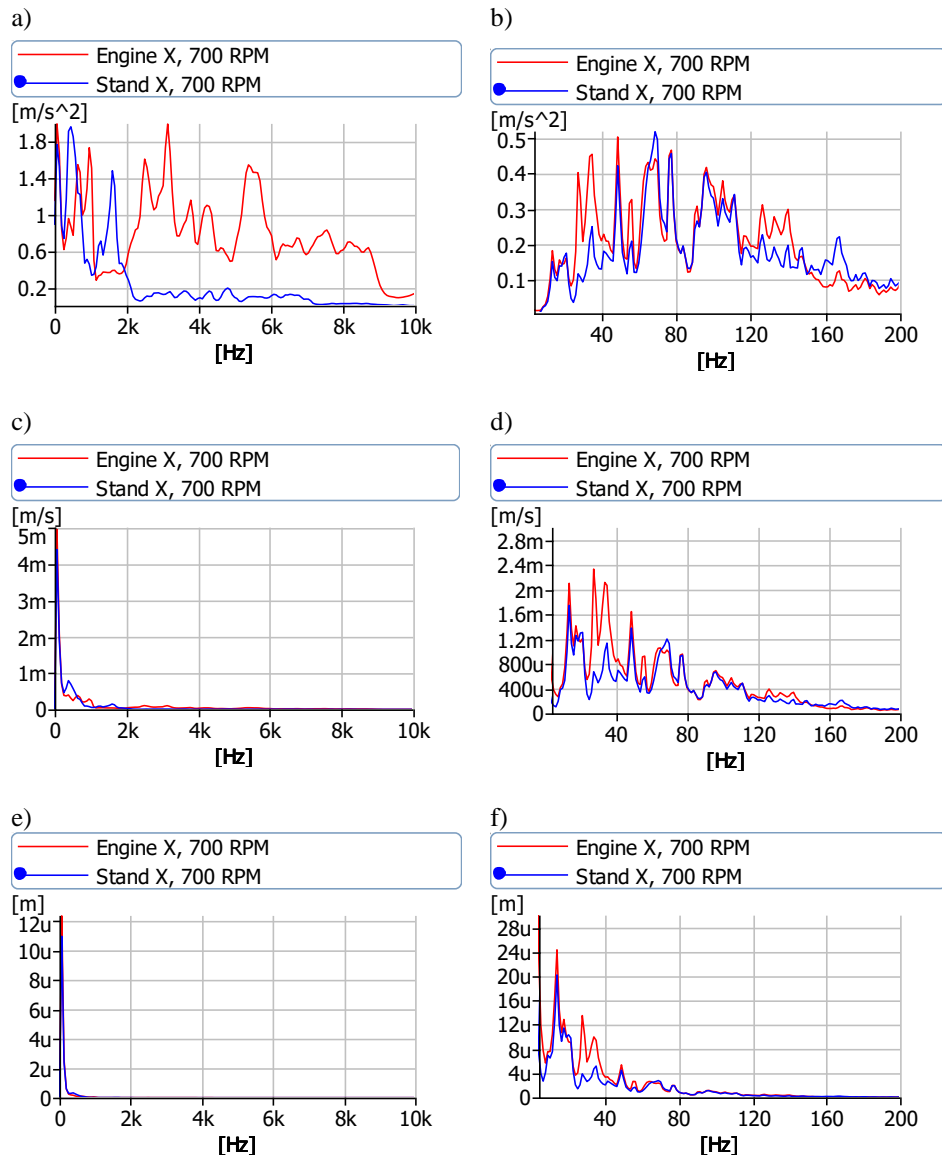 a)
Engine X, 700 RPM
Stand X, 700 RPM
[m/s^2]
1.8
1.4
1
0.6
0.2
0 2k 4k 6k 8k 10k
[Hz]
b)
Engine X, 700 RPM
Stand X, 700 RPM
[m/s^2]
0.5
0.4
0.3
0.2
0.1
40 80 120 160 200
[Hz]
c)
Engine X, 700 RPM
Stand X, 700 RPM
[m/s]
5m
4m
2m
1m
0
0 2k 4k 6k 8k 10k
[Hz]
d)
Engine X, 700 RPM
Stand X, 700 RPM
[m/s]
2.8m
2.4m
2m
1.6m
1.2m
800u
400u
0
40 80 120 160 200
[Hz]
e)
Engine X, 700 RPM
Stand X, 700 RPM
[m]
12u
10u
8u
6u
4u
2u
0
0 2k 4k 6k 8k 10k
[Hz]
f)
Engine X, 700 RPM
Stand X, 700 RPM
[m]
28u
24u
20u
16u
12u
8u
4u
0
40 80 120 160 200
[Hz]